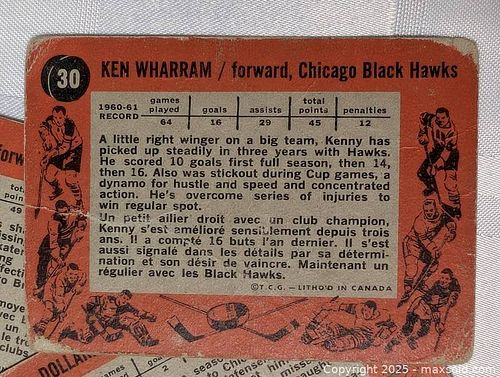 30 KEN WHARRAM / forward, Chicago Black Hawks
1960-61 RECORD games played goals assists total points penalties
64 16 29 45 12
A little right winger on a big team, Kenny has
picked up steadily in three years with Hawks.
He scored 10 goals first full season, then 14,
then 16. Also was stickout during Cup games, a
dynamo for hustle and speed and concentrated
action. He's overcome series of injuries to
win regular spot.
Un petit ailier droit avec un club champion,
Kenny s'est amélioré sensiblement depuis trois
ans. Il a compté 16 buts l'an dernier. Il s'est
aussi signalé dans les détails par sa détermi-
nation et son désir de vaincre. Maintenant un
régulier avec les Black Hawks.
©T.C.G. — LITHO'D IN CANADA
DOLLAR
clubs
Copyright 2025 - maxsold.com